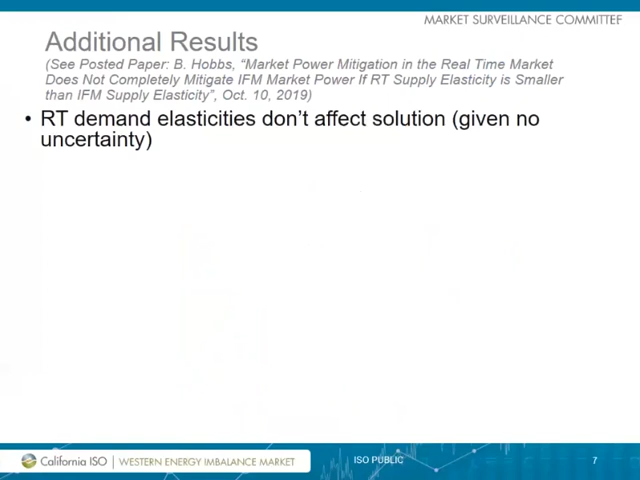 MARKET SURVEILLANCE COMMITTEE
Additional Results
(See Posted Paper: B. Hobbs, “Market Power Mitigation in the Real Time Market
Does Not Completely Mitigate IFM Market Power If RT Supply Elasticity is Smaller
than IFM Supply Elasticity”, Oct. 10, 2019)
• RT demand elasticities don’t affect solution (given no
uncertainty)
California ISO | WESTERN ENERGY IMBALANCE MARKET
ISO PUBLIC
7